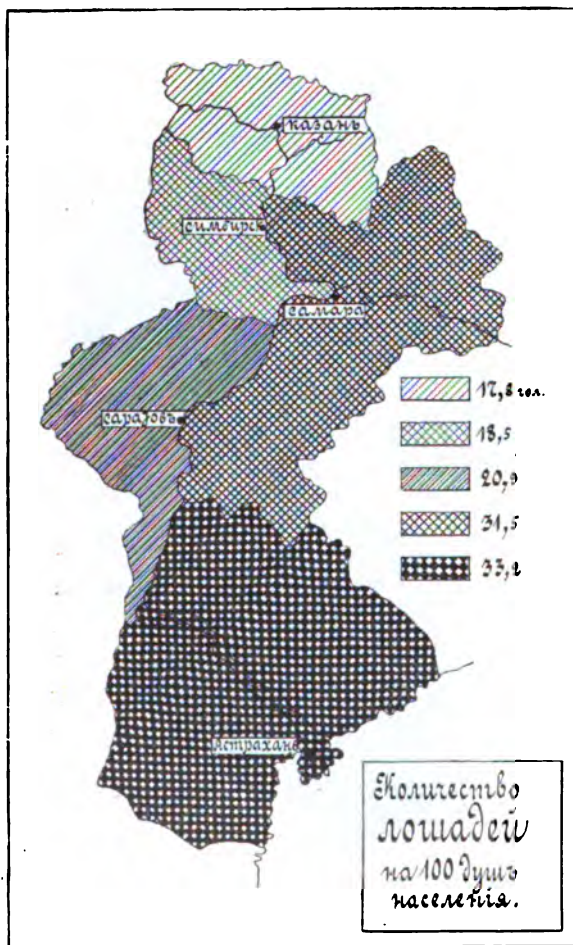 Казань
Симбирск
Самара
Саратовъ
Астрахань
17,8 гол.
18,5
20,9
31,5
33,2
Количество
лошадей
на 100 душъ
населенія.